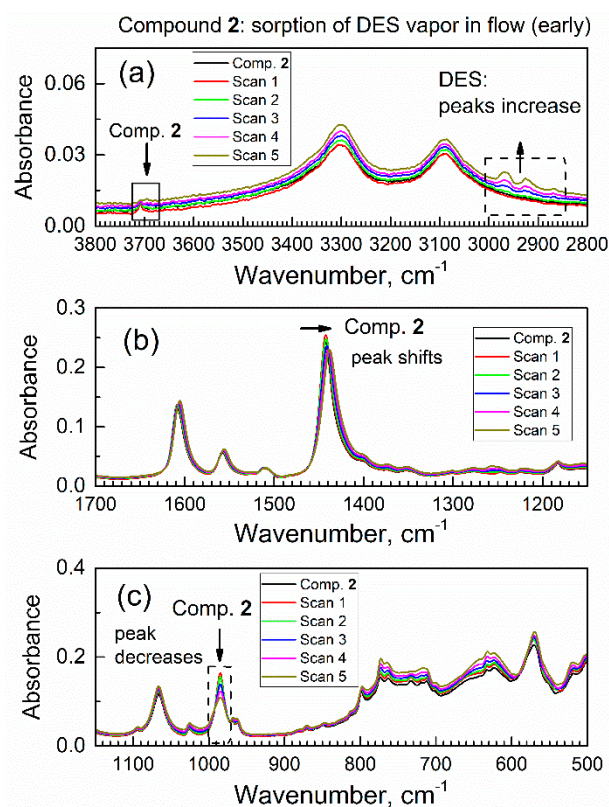 Compound 2: sorption of DES vapor in flow (early)
(a)
Comp. 2
Scan 1
Scan 2
Scan 3
Scan 4
Scan 5
DES:
peaks increase
Comp. 2
Absorbance
0.06
0.03
0.00
3800 3700 3600 3500 3400 3300 3200 3100 3000 2900 2800
Wavenumber, cm-1
(b)
Comp. 2
peak shifts
Comp. 2
Scan 1
Scan 2
Scan 3
Scan 4
Scan 5
Absorbance
0.3
0.2
0.1
0.0
1700 1600 1500 1400 1300 1200
Wavenumber, cm-1
(c)
Comp. 2
peak
decreases
Comp. 2
Scan 1
Scan 2
Scan 3
Scan 4
Scan 5
Absorbance
0.4
0.2
0.0
1100 1000 900 800 700 600 500
Wavenumber, cm-1